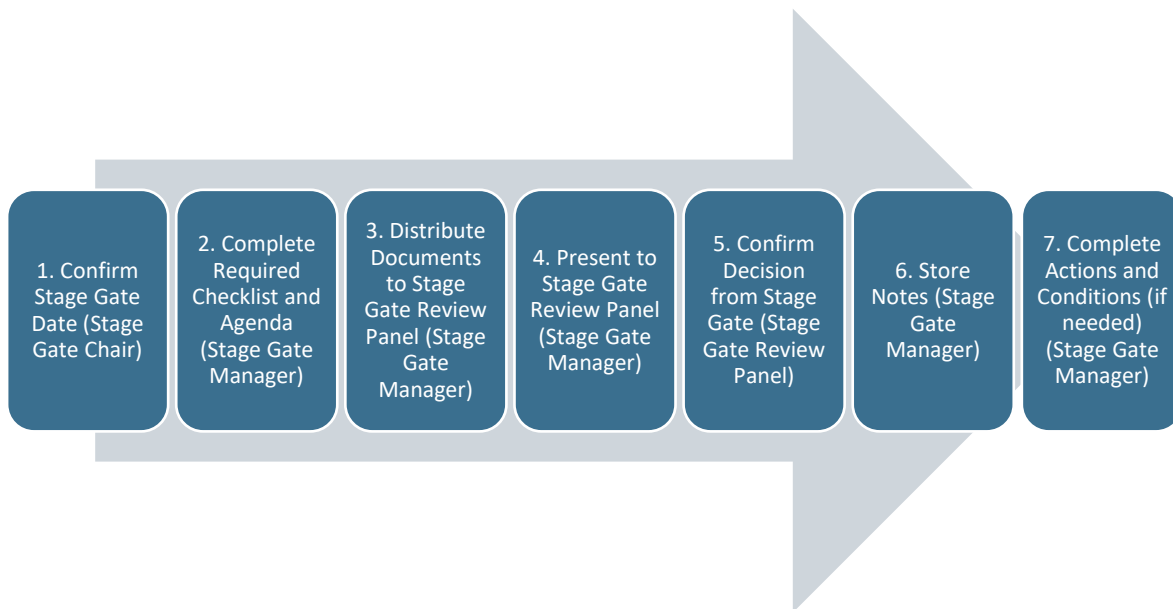 1. Confirm
Stage Gate
Date (Stage
Gate Chair)
2. Complete
Required
Checklist and
Agenda
(Stage Gate
Manager)
3. Distribute
Documents
to Stage
Gate Review
Panel (Stage
Gate
Manager)
4. Present to
Stage Gate
Review Panel
(Stage Gate
Manager)
5. Confirm
Decision
from Stage
Gate (Stage
Gate Review
Panel)
6. Store
Notes (Stage
Gate
Manager)
7. Complete
Actions and
Conditions (if
needed)
(Stage Gate
Manager)